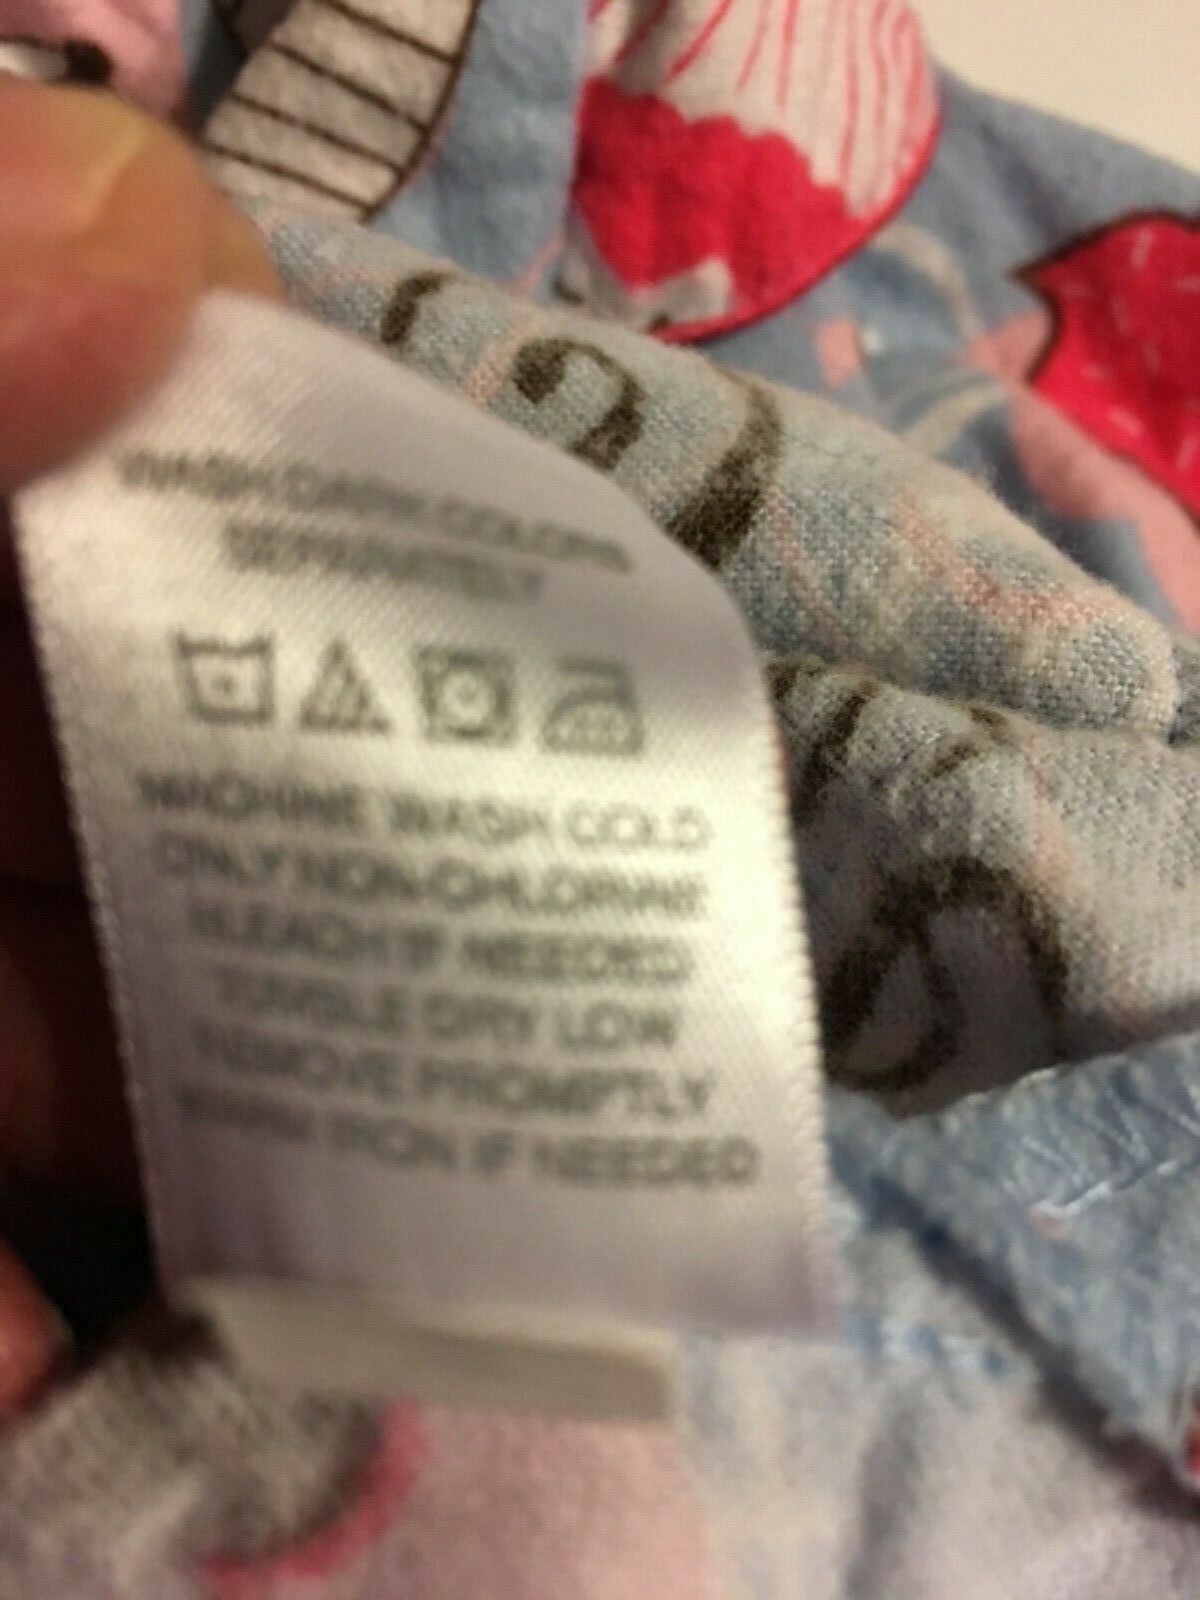 WASH DARK COLORS
SEPARATELY
MACHINE WASH COLD
ONLY NON-CHLORINE
BLEACH IF NEEDED
TUMBLE DRY LOW
REMOVE PROMPTLY
WARM IRON IF NEEDED